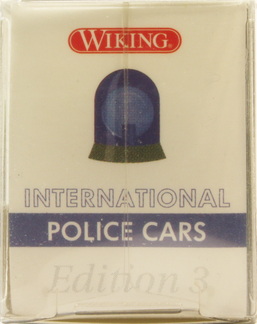 WIKING®
INTERNATIONAL
POLICE CARS
Edition 3